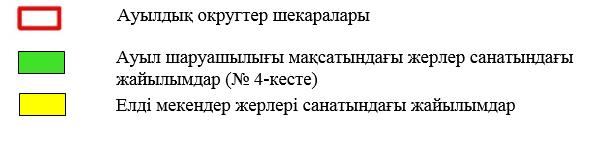 Ауылдық округтер шекаралары
Ауыл шаруашылығы мақсатындағы жерлер санатындағы
жайылымдар (№ 4-кесте)
Елді мекендер жерлері санатындағы жайылымдар